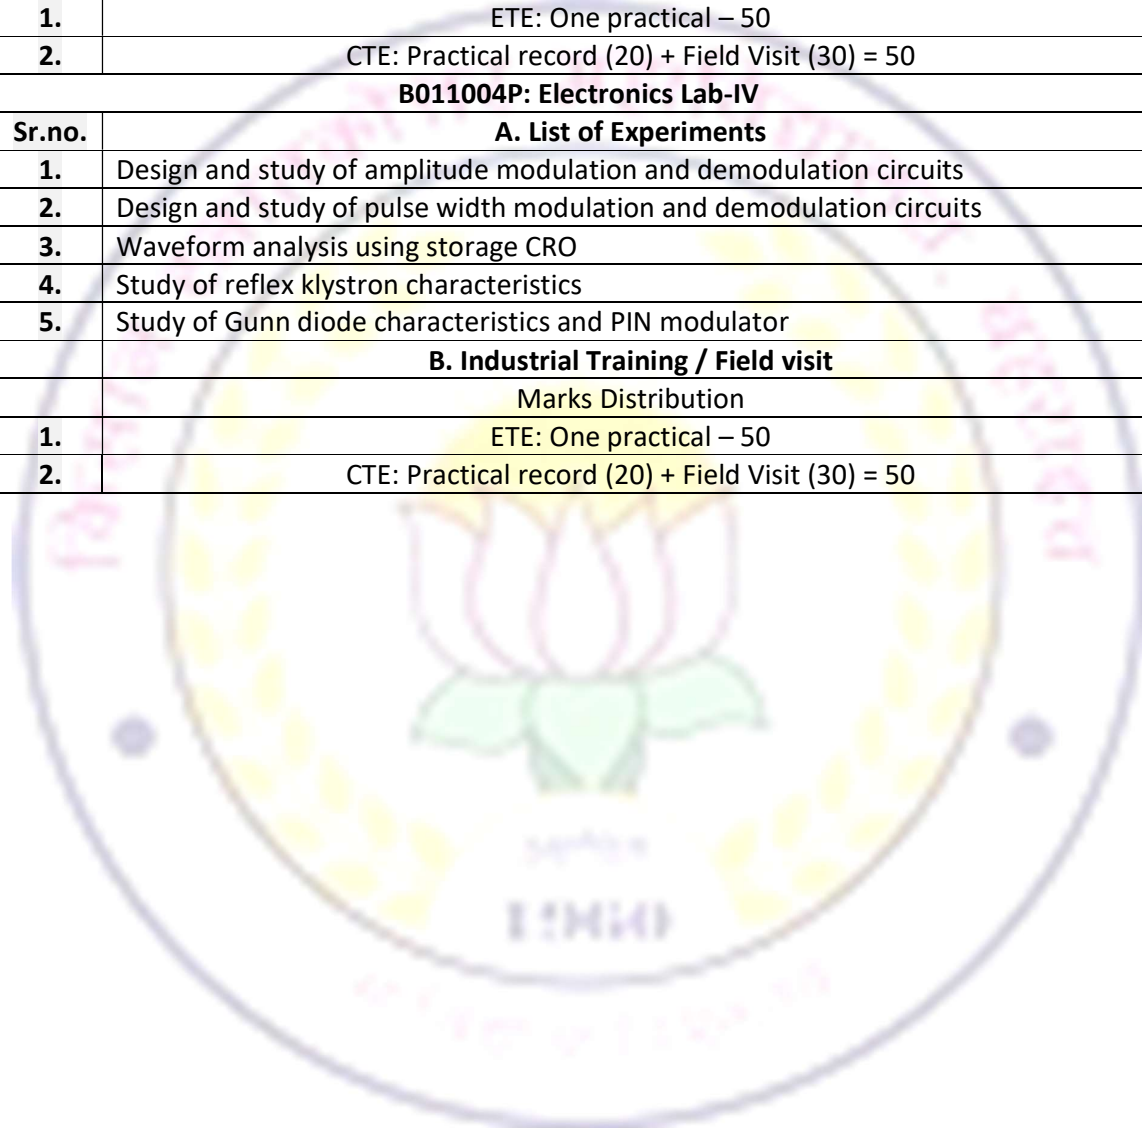 1. ETE: One practical – 50
2. CTE: Practical record (20) + Field Visit (30) = 50
B011004P: Electronics Lab-IV
Sr.no. A. List of Experiments
1. Design and study of amplitude modulation and demodulation circuits
2. Design and study of pulse width modulation and demodulation circuits
3. Waveform analysis using storage CRO
4. Study of reflex klystron characteristics
5. Study of Gunn diode characteristics and PIN modulator
B. Industrial Training / Field visit
Marks Distribution
1. ETE: One practical – 50
2. CTE: Practical record (20) + Field Visit (30) = 50